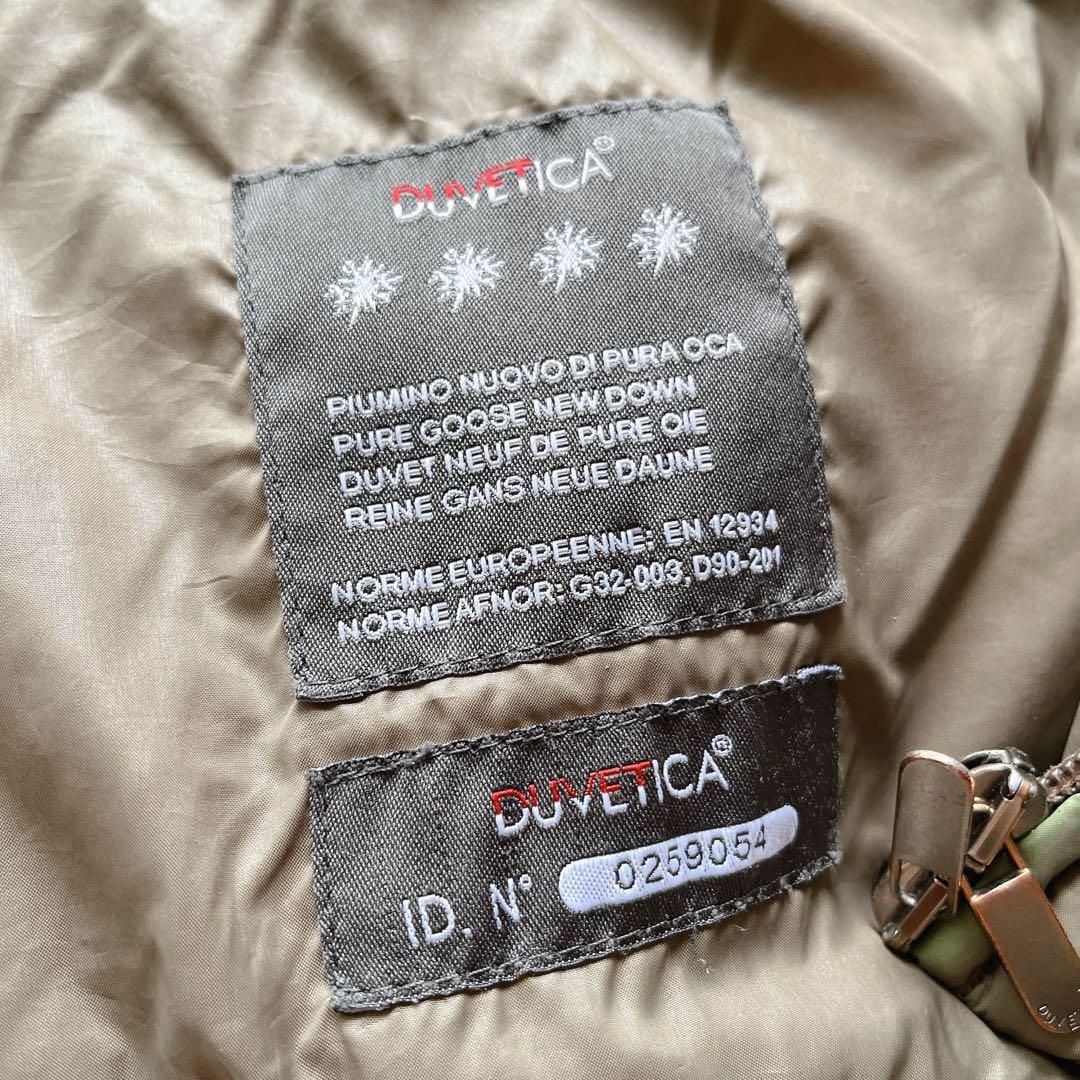 DUVETICA®
PIUMINO NUOVO DI PURA OCA
PURE GOOSE NEW DOWN
DUVET NEUF DE PURE OIE
REINE GANS NEUE DAUNE
NORME EUROPEENNE: EN 12934
NORME AFNOR: G32-003, D90-201
DUVETICA®
ID. N° 0259054